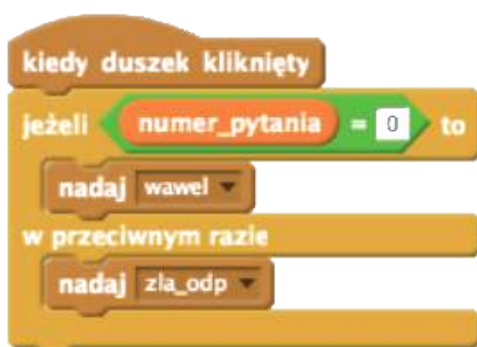 kiedy duszek kliknięty
jeżeli numer_pytania = 0 to
nadaj wawel
w przeciwnym razie
nadaj zla_odp